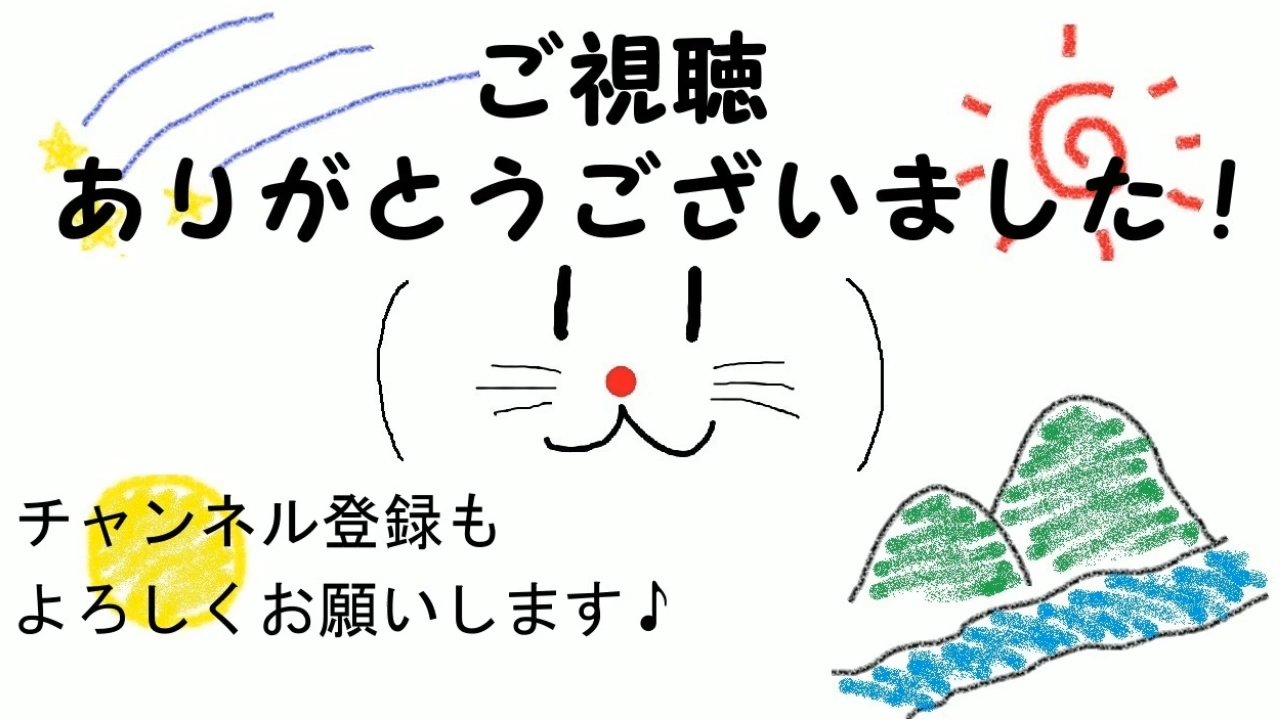 ご視聴
ありがとうございました！
チャンネル登録も
よろしくお願いします♪